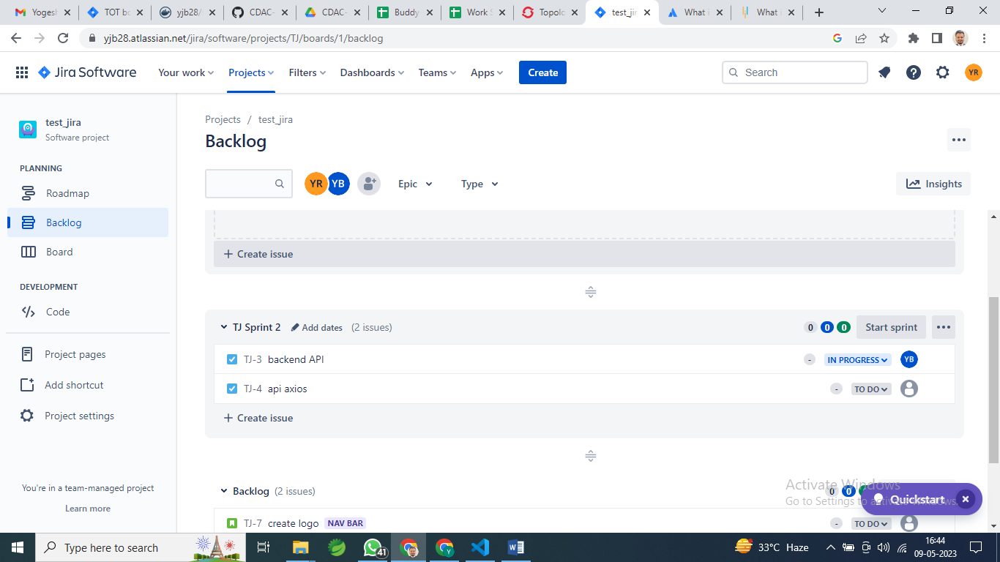 Yogesh
TOT bo
yjb28/
CDAC-
CDAC-
Buddy
Work S
Topolo
test_jir
What i
What i
yjb28.atlassian.net/jira/software/projects/TJ/boards/1/backlog
Jira Software
Your work
Projects
Filters
Dashboards
Teams
Apps
Create
Search
YR
test_jira
Software project
PLANNING
Roadmap
Backlog
Board
DEVELOPMENT
Code
Project pages
Add shortcut
Project settings
You're in a team-managed project
Learn more
Projects / test_jira
Backlog
YR YB
Epic
Type
Insights
+ Create issue
TJ Sprint 2 Add dates (2 issues) 0 0 0 Start sprint
TJ-3 backend API - IN PROGRESS YB
TJ-4 api axios - TO DO
+ Create issue
Backlog (2 issues) 0 0
TJ-7 create logo NAV BAR - TO DO
Activate Windows
Go to Settings to activate Windows.
Quickstart
Type here to search
41
33°C Haze
16:44
09-05-2023